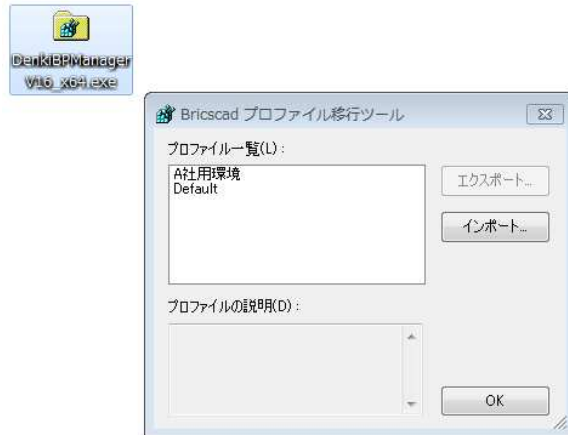 DenkiBPManager
V16_x64.exe
Bricscad プロファイル移行ツール
プロファイル一覧(L) :
A社用環境
Default
エクスポート...
インポート...
プロファイルの説明(D) :
OK